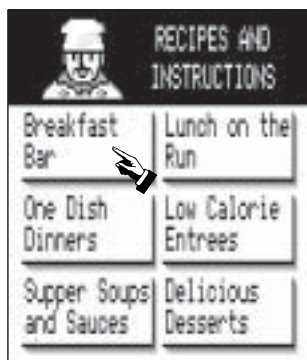 RECIPES AND
INSTRUCTIONS
Breakfast
Bar
Lunch on the
Run
One Dish
Dinners
Low Calorie
Entrees
Supper Soups
and Sauces
Delicious
Desserts